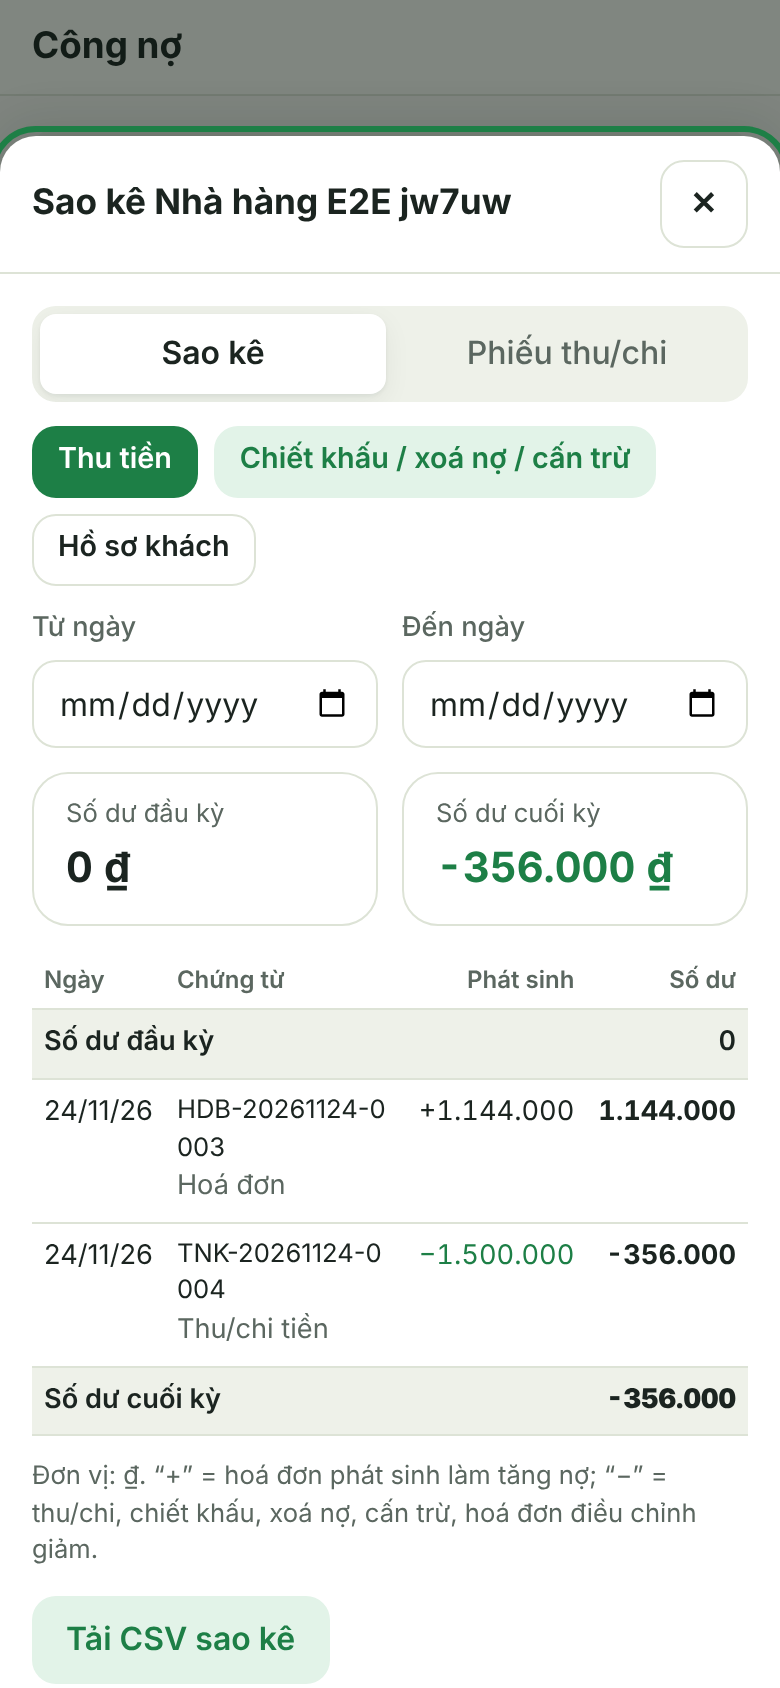 Công nợ
Sao kê Nhà hàng E2E jw7uw
×
Sao kê Phiếu thu/chi
Thu tiền Chiết khấu / xoá nợ / cấn trừ
Hồ sơ khách
Từ ngày Đến ngày
mm/dd/yyyy mm/dd/yyyy
Số dư đầu kỳ Số dư cuối kỳ
0 ₫ -356.000 ₫
Ngày Chứng từ Phát sinh Số dư
Số dư đầu kỳ 0
24/11/26 HDB-20261124-0 +1.144.000 1.144.000
003
Hoá đơn
24/11/26 TNK-20261124-0 −1.500.000 -356.000
004
Thu/chi tiền
Số dư cuối kỳ -356.000
Đơn vị: ₫. “+” = hoá đơn phát sinh làm tăng nợ; “−” =
thu/chi, chiết khấu, xoá nợ, cấn trừ, hoá đơn điều chỉnh
giảm.
Tải CSV sao kê